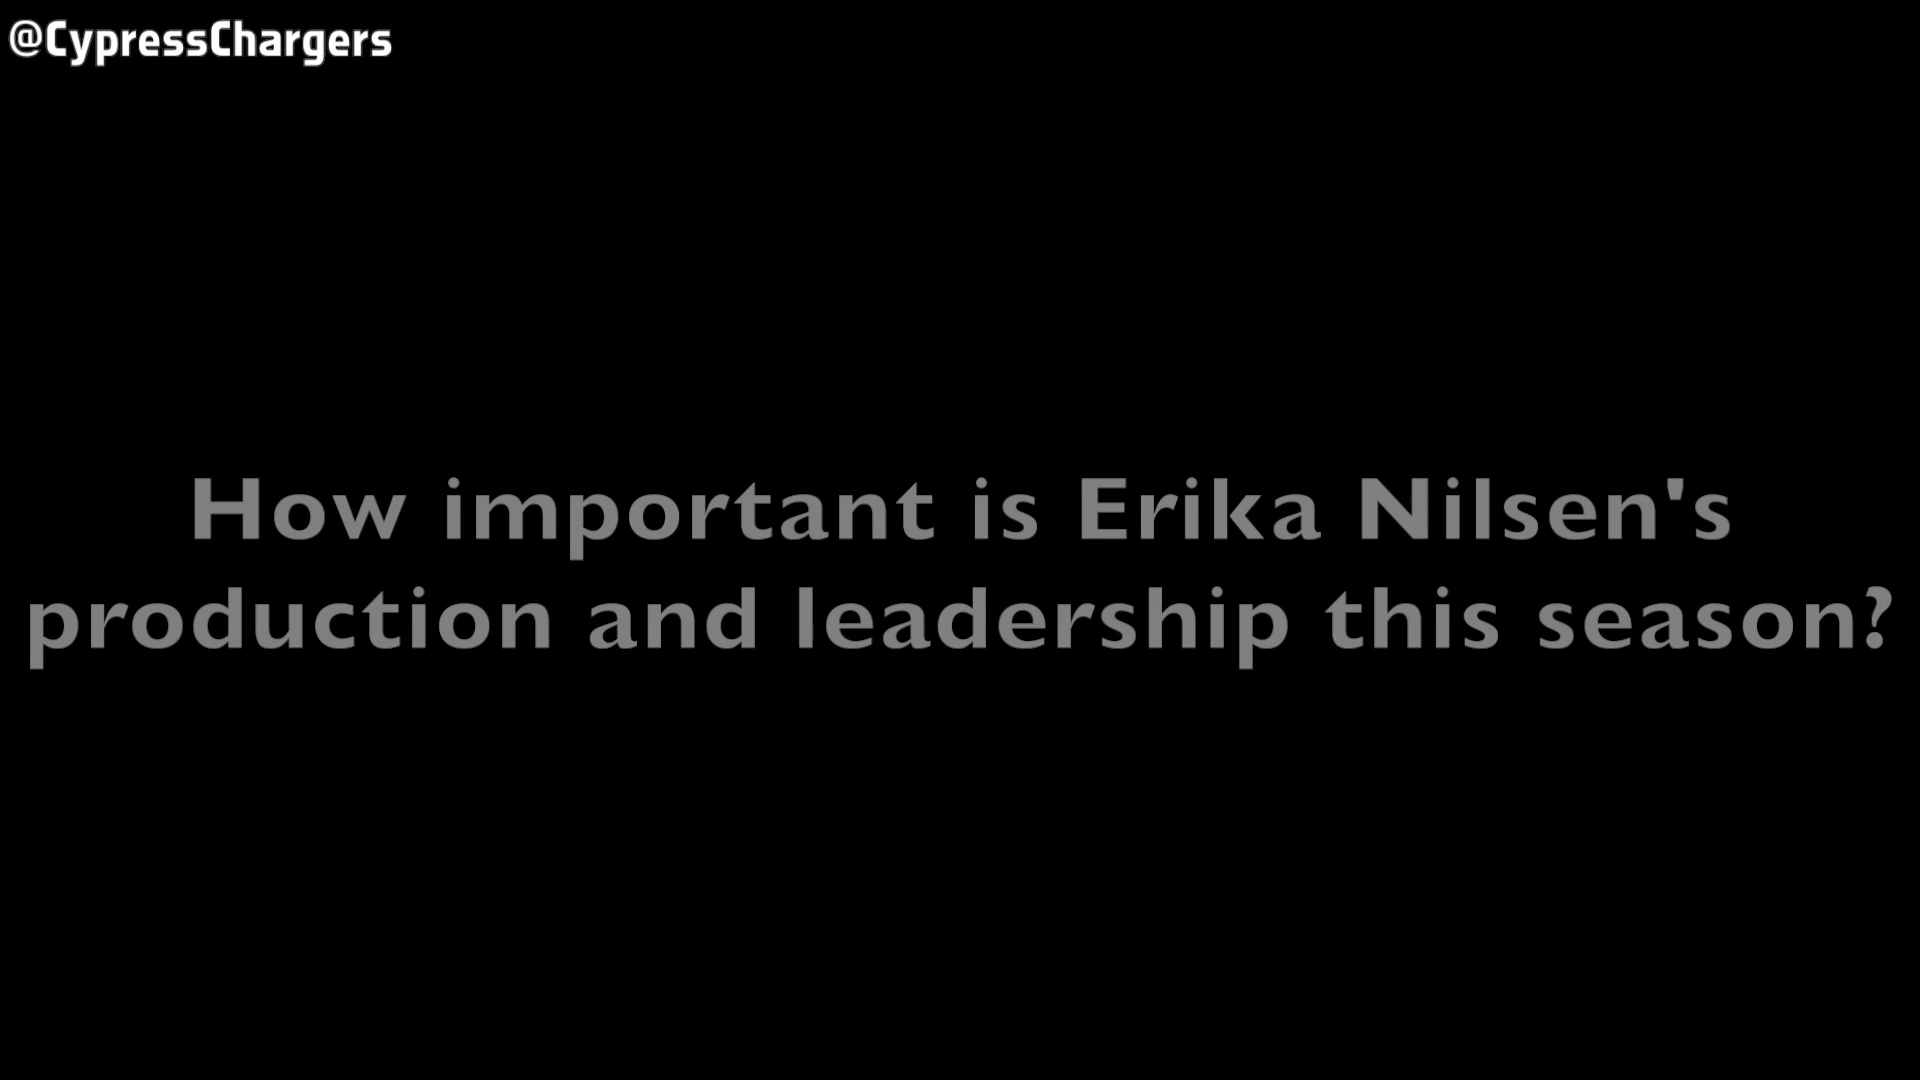 @CypressChargers
How important is Erika Nilsen's
production and leadership this season?